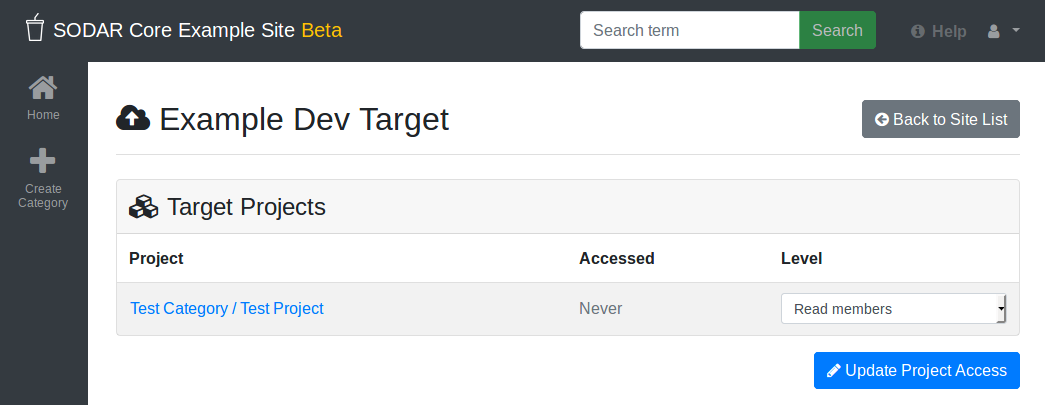 SODAR Core Example Site Beta
Search term
Search
Help
Home
Create
Category
Example Dev Target
Back to Site List
Target Projects
Project Accessed Level
Test Category / Test Project Never Read members
Update Project Access